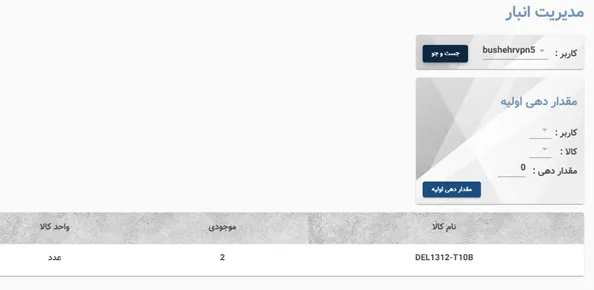 مدیریت انبار
کاربر : bushehrvpn5 جست و جو
مقدار دهی اولیه
کاربر :
کالا :
مقدار دهی : 0
مقدار دهی اولیه
نام کالا موجودی واحد کالا
DEL1312-T10B 2 عدد